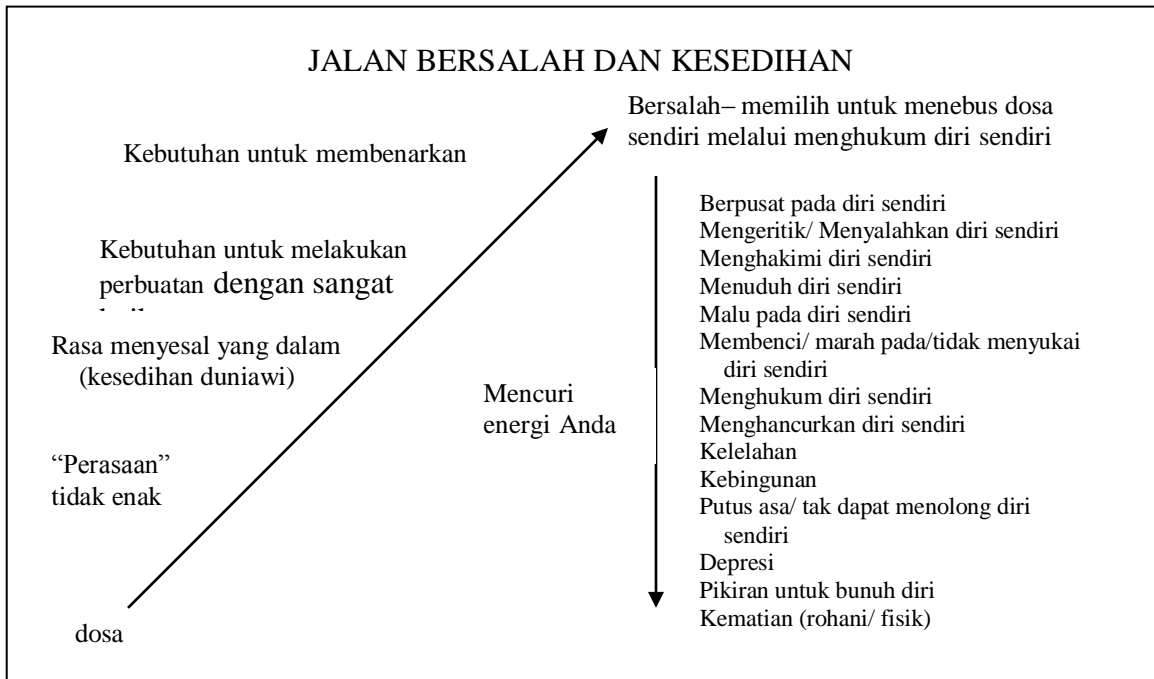 JALAN BERSALAH DAN KESEDIHAN
Bersalah– memilih untuk menebus dosa
sendiri melalui menghukum diri sendiri
Kebutuhan untuk membenarkan
Kebutuhan untuk melakukan
perbuatan dengan sangat
Rasa menyesal yang dalam
(kesedihan duniawi)
“Perasaan”
tidak enak
dosa
Mencuri
energi Anda
Berpusat pada diri sendiri
Mengeritik/ Menyalahkan diri sendiri
Menghakimi diri sendiri
Menuduh diri sendiri
Malu pada diri sendiri
Membenci/ marah pada/tidak menyukai
diri sendiri
Menghukum diri sendiri
Menghancurkan diri sendiri
Kelelahan
Kebingunan
Putus asa/ tak dapat menolong diri
sendiri
Depresi
Pikiran untuk bunuh diri
Kematian (rohani/ fisik)